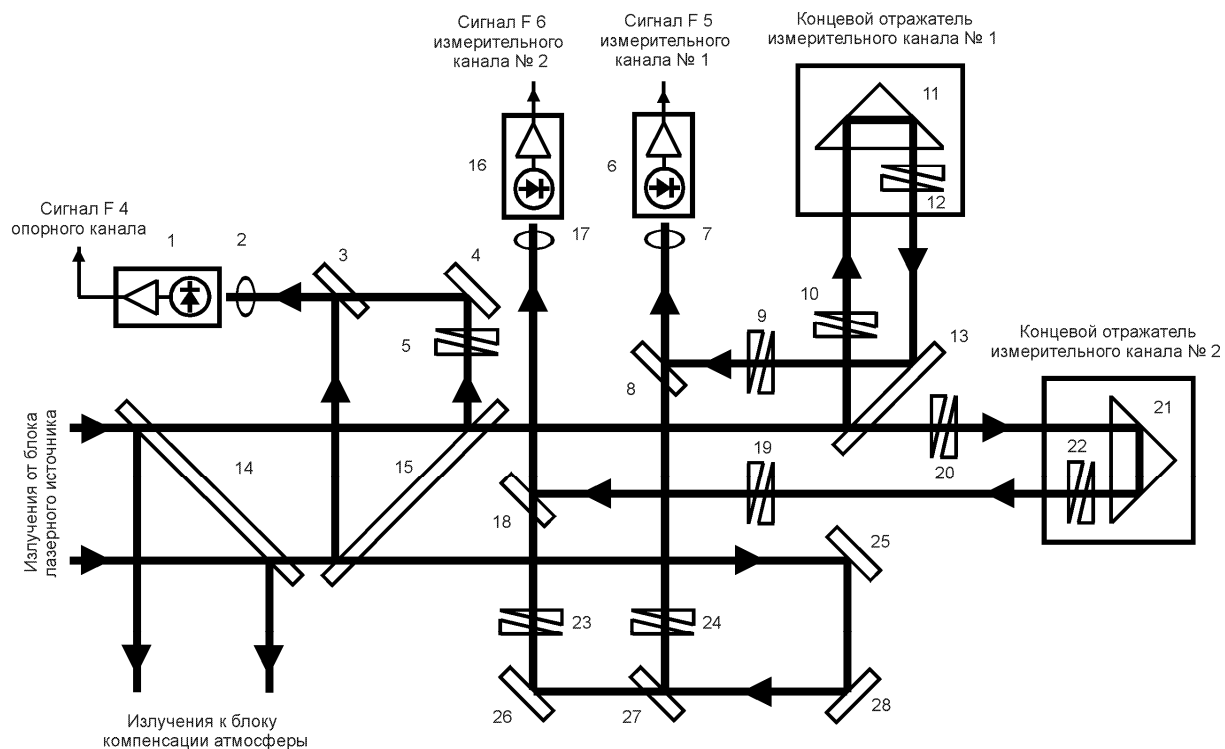 Сигнал F 6
измерительного
канала № 2
Сигнал F 5
измерительного
канала № 1
Концевой отражатель
измерительного канала № 1
11
16
6
12
Сигнал F 4
опорного канала
1
2
3
4
17
7
5
9
10
13
Концевой отражатель
измерительного канала № 2
8
21
Излучения от блока
лазерного источника
14
15
19
20
22
18
25
23
24
26
27
28
Излучения к блоку
компенсации атмосферы